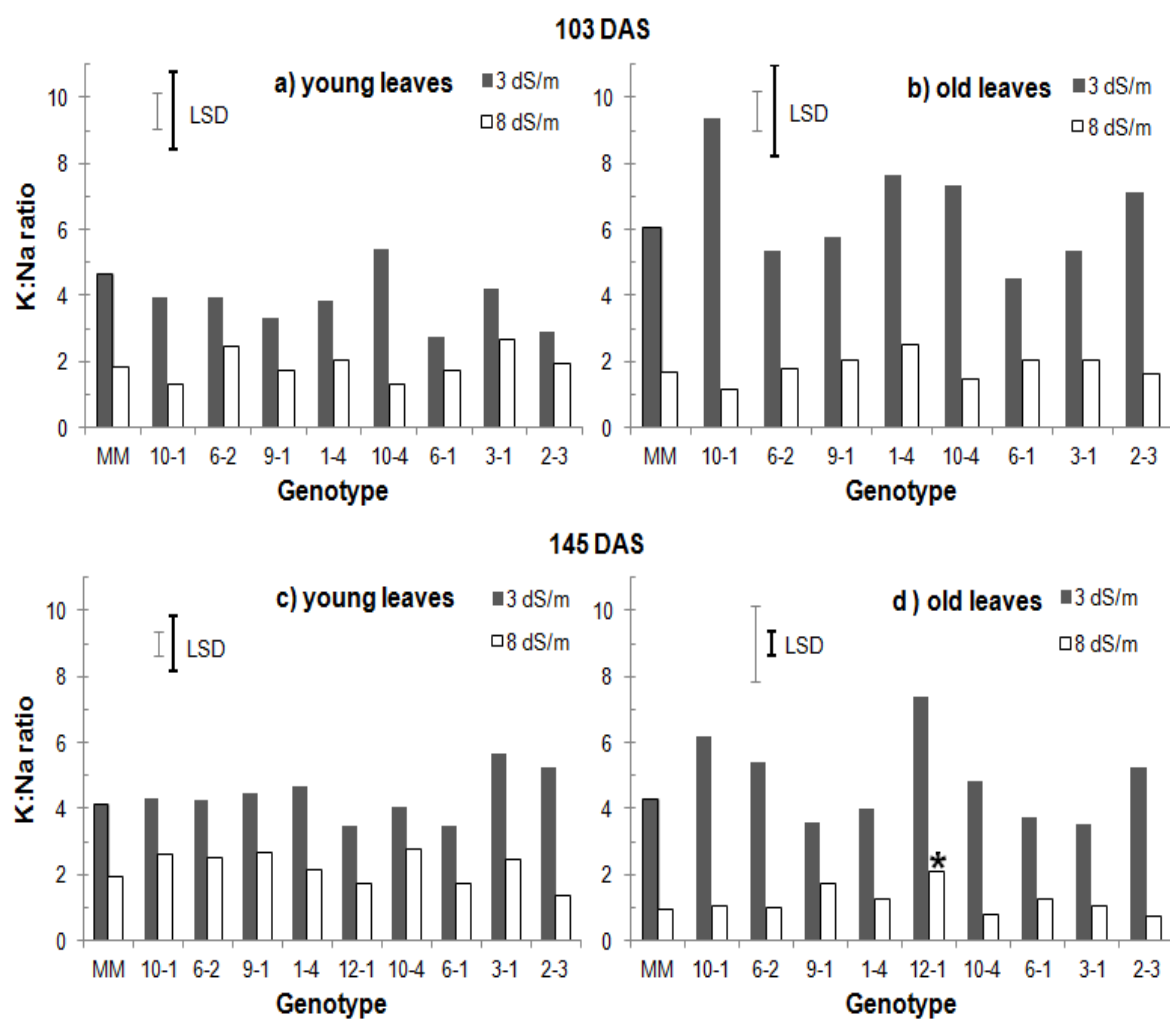 103 DAS
a) young leaves
3 dS/m
8 dS/m
LSD
K:Na ratio
10
8
6
4
2
0
MM 10-1 6-2 9-1 1-4 10-4 6-1 3-1 2-3
Genotype
b) old leaves
3 dS/m
8 dS/m
LSD
10
8
6
4
2
0
MM 10-1 6-2 9-1 1-4 10-4 6-1 3-1 2-3
Genotype
145 DAS
c) young leaves
3 dS/m
8 dS/m
LSD
K:Na ratio
10
8
6
4
2
0
MM 10-1 6-2 9-1 1-4 12-1 10-4 6-1 3-1 2-3
Genotype
d ) old leaves
3 dS/m
8 dS/m
LSD
10
8
6
4
2
0
*
MM 10-1 6-2 9-1 1-4 12-1 10-4 6-1 3-1 2-3
Genotype